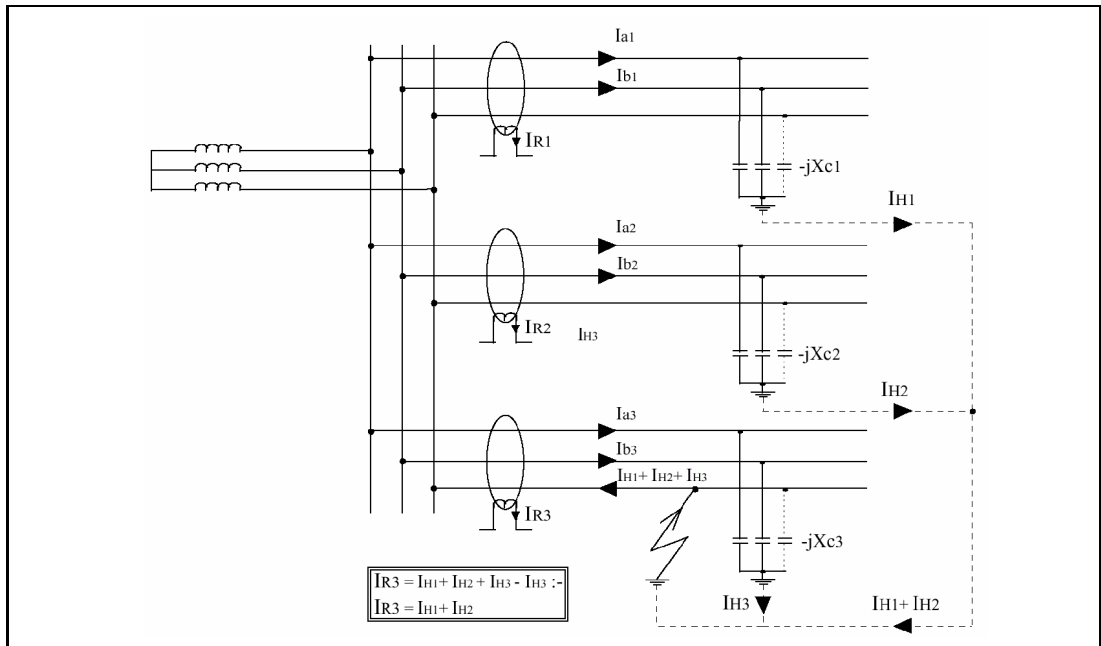 Ia1
Ib1
IR1
-jXc1
IH1
Ia2
Ib2
IR2
IH3
-jXc2
IH2
Ia3
Ib3
IH1+ IH2+ IH3
IR3
-jXc3
IR3 = IH1+ IH2 + IH3 - IH3 :-
IR3 = IH1+ IH2
IH3
IH1+ IH2